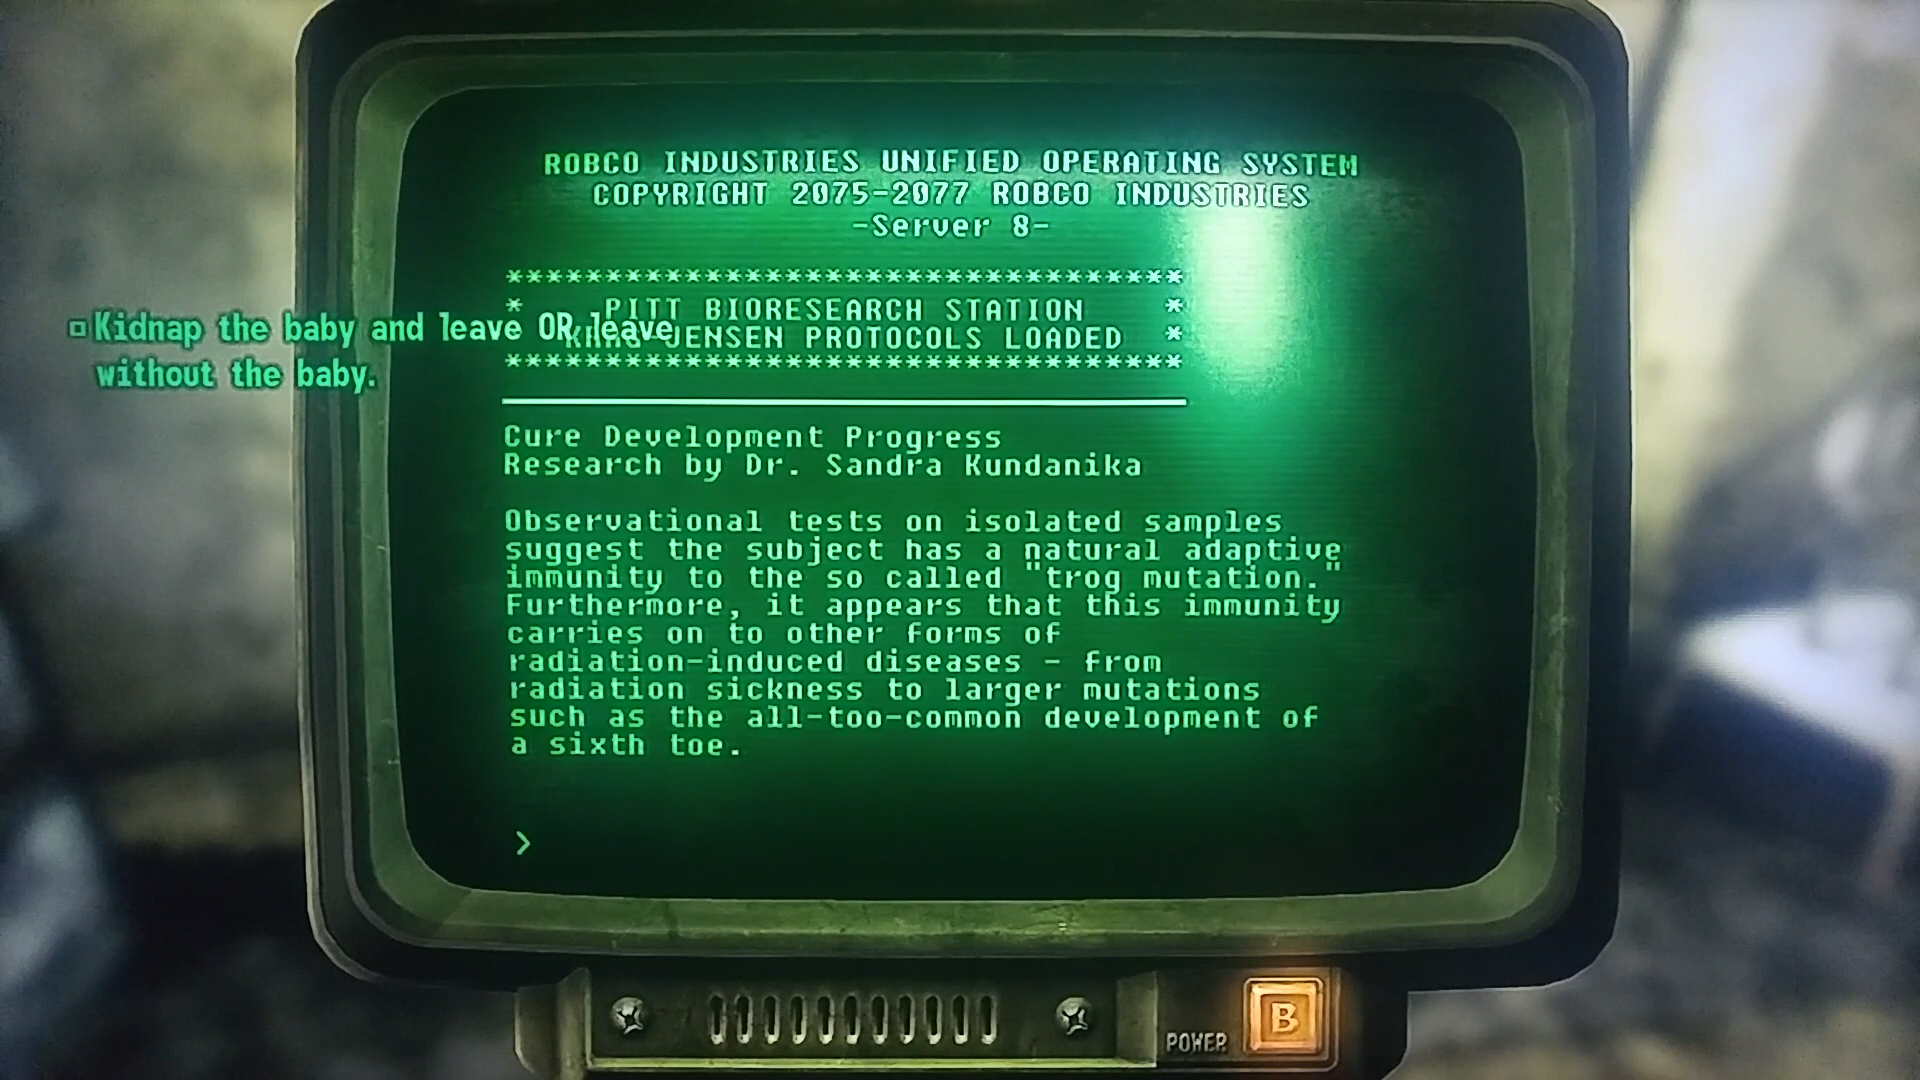 ROBCO INDUSTRIES UNIFIED OPERATING SYSTEM
COPYRIGHT 2075-2077 ROBCO INDUSTRIES
-Server 8-
**********************************
* PITT BIORESEARCH STATION *
JENSEN PROTOCOLS LOADED *
**********************************
Kidnap the baby and leave OR leave
without the baby.
Cure Development Progress
Research by Dr. Sandra Kundanika
Observational tests on isolated samples
suggest the subject has a natural adaptive
immunity to the so called "trog mutation."
Furthermore, it appears that this immunity
carries on to other forms of
radiation-induced diseases - from
radiation sickness to larger mutations
such as the all-too-common development of
a sixth toe.
>
POWER
B